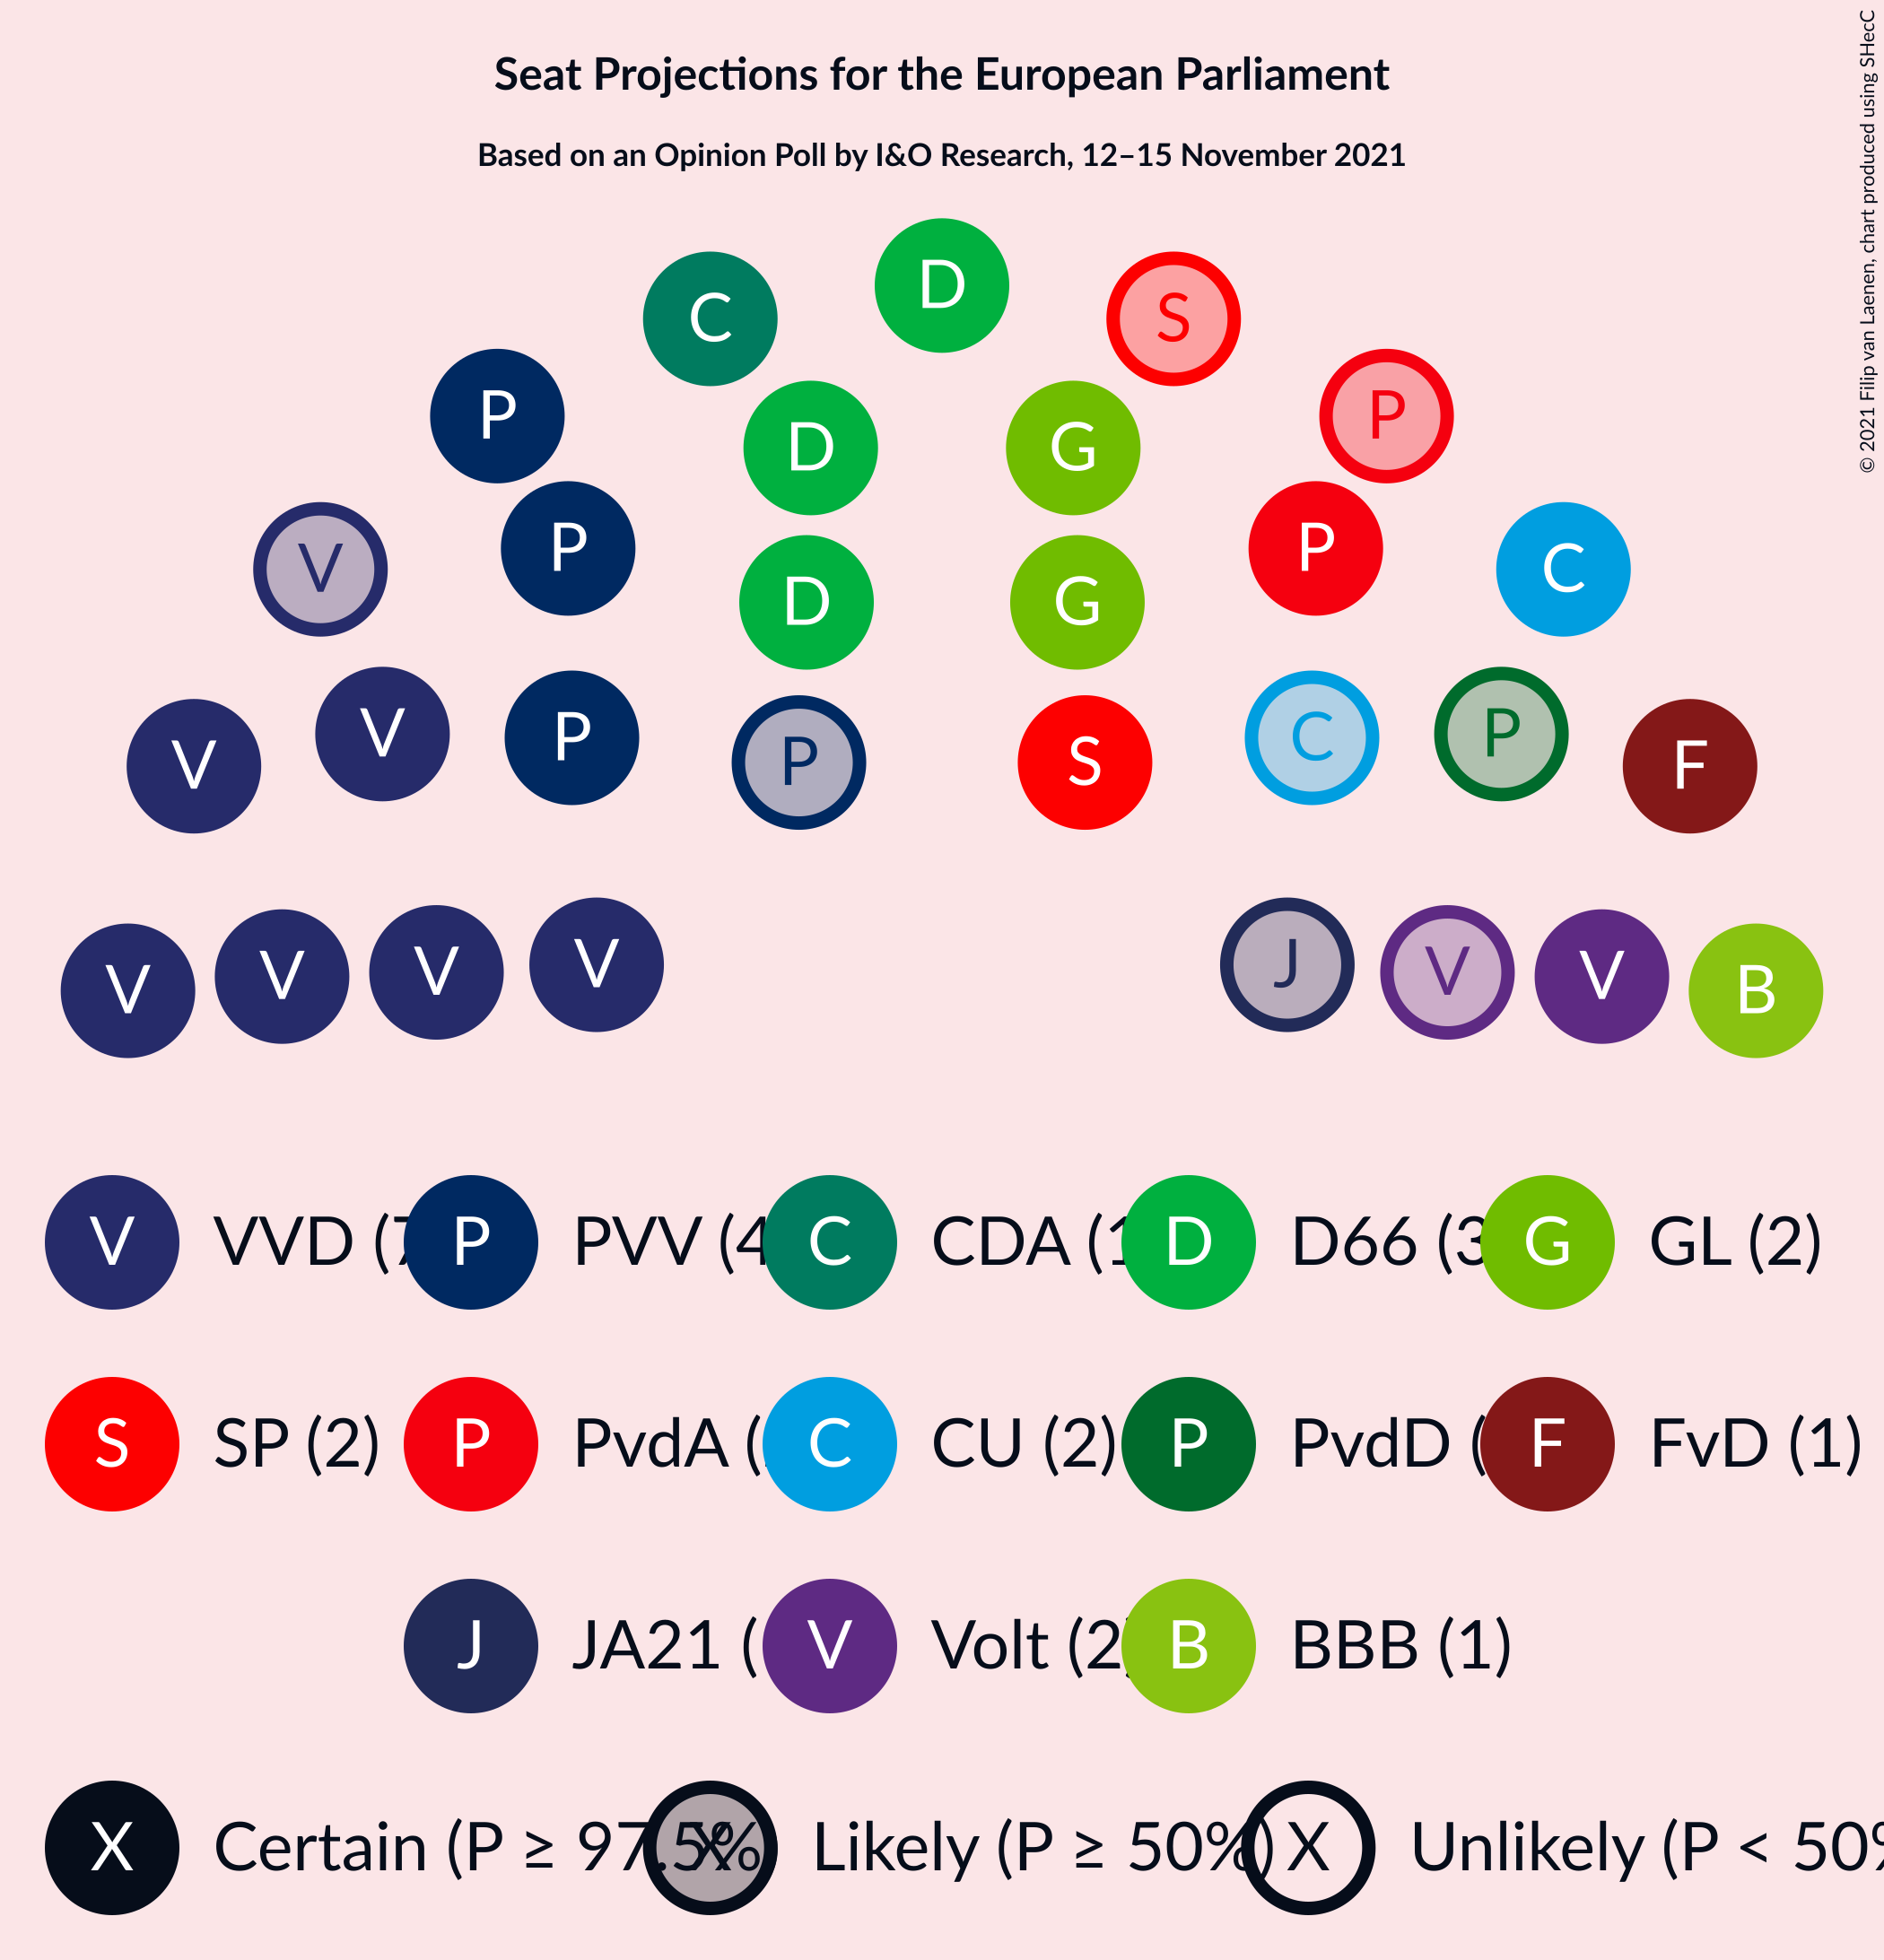 Seat Projections for the European Parliament
Based on an Opinion Poll by I&O Research, 12–15 November 2021
© 2021 Filip van Laenen, chart produced using SHecC
D
C S
P P
D G
P P
V C
D G
V P C P F
V P S
V V V V J V V B
V VVD (7 P PVV (4 C CDA (1 D D66 (3 G GL (2)
S SP (2) P PvdA ( C CU (2) P PvdD ( F FvD (1)
J JA21 ( V Volt (2) B BBB (1)
X Certain (P ≥ 97.5% X Likely (P ≥ 50%) X Unlikely (P < 50%